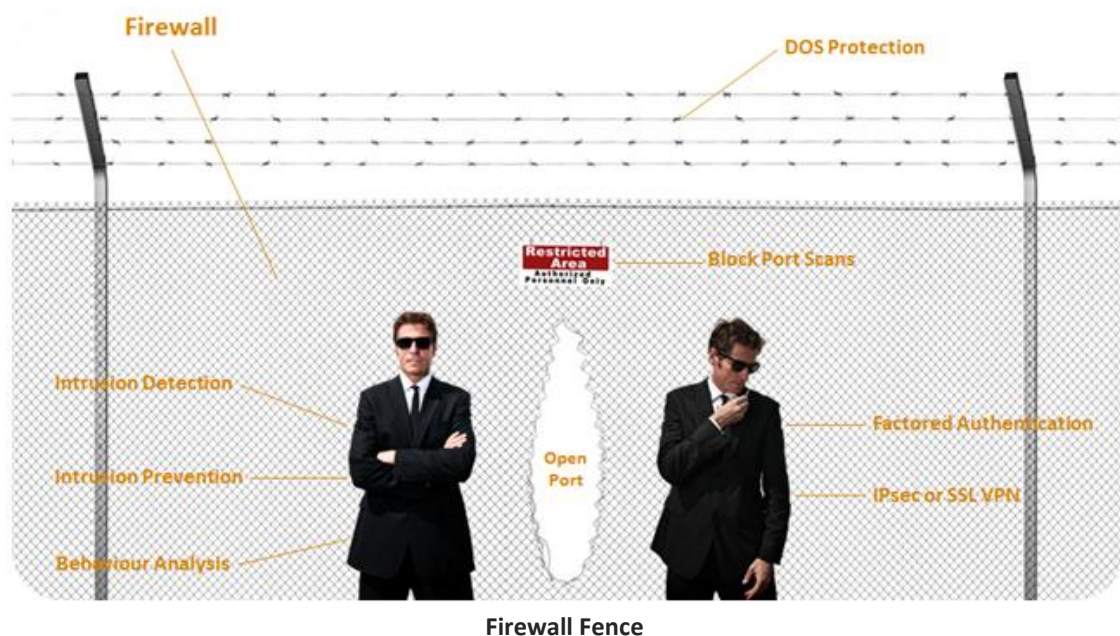 Firewall
DOS Protection
Restricted
Area
Authorized
Personnel Only
Block Port Scans
Intrusion Detection
Factored Authentication
Open
Port
Intrusion Prevention
IPsec or SSL VPN
Behaviour Analysis
Firewall Fence